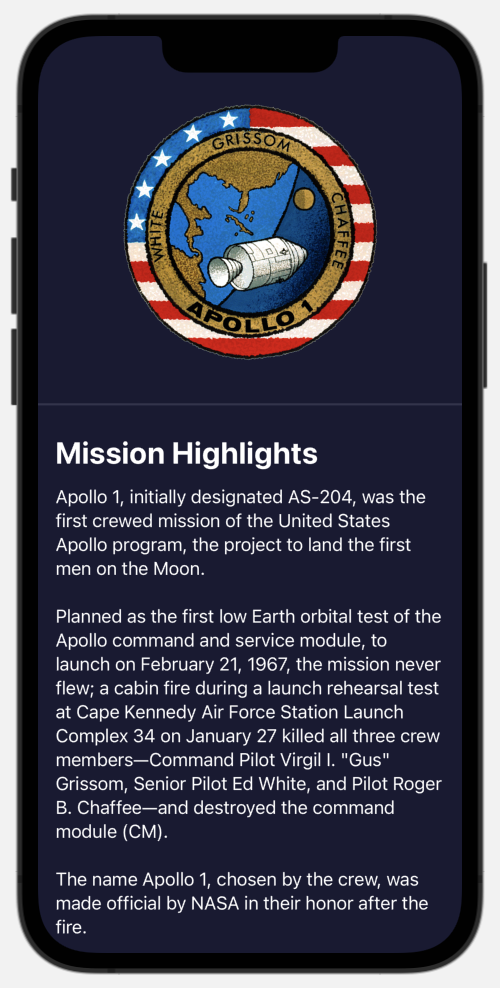 GRISSOM
WHITE
CHAFFEE
APOLLO 1
Mission Highlights
Apollo 1, initially designated AS-204, was the
first crewed mission of the United States
Apollo program, the project to land the first
men on the Moon.
Planned as the first low Earth orbital test of the
Apollo command and service module, to
launch on February 21, 1967, the mission never
flew; a cabin fire during a launch rehearsal test
at Cape Kennedy Air Force Station Launch
Complex 34 on January 27 killed all three crew
members—Command Pilot Virgil I. "Gus"
Grissom, Senior Pilot Ed White, and Pilot Roger
B. Chaffee—and destroyed the command
module (CM).
The name Apollo 1, chosen by the crew, was
made official by NASA in their honor after the
fire.